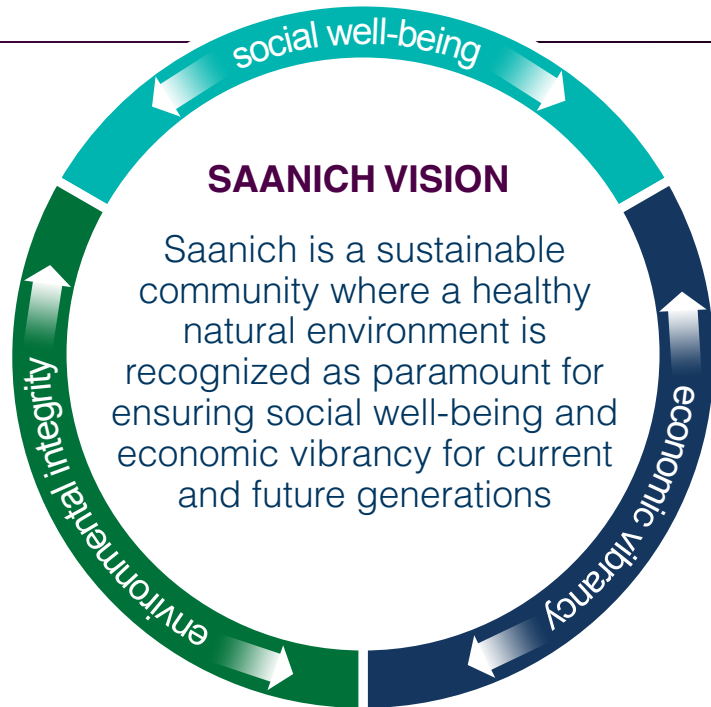 social well-being
SAANICH VISION
Saanich is a sustainable
community where a healthy
natural environment is
recognized as paramount for
ensuring social well-being and
economic vibrancy for current
and future generations
environmental integrity
economic vibrancy